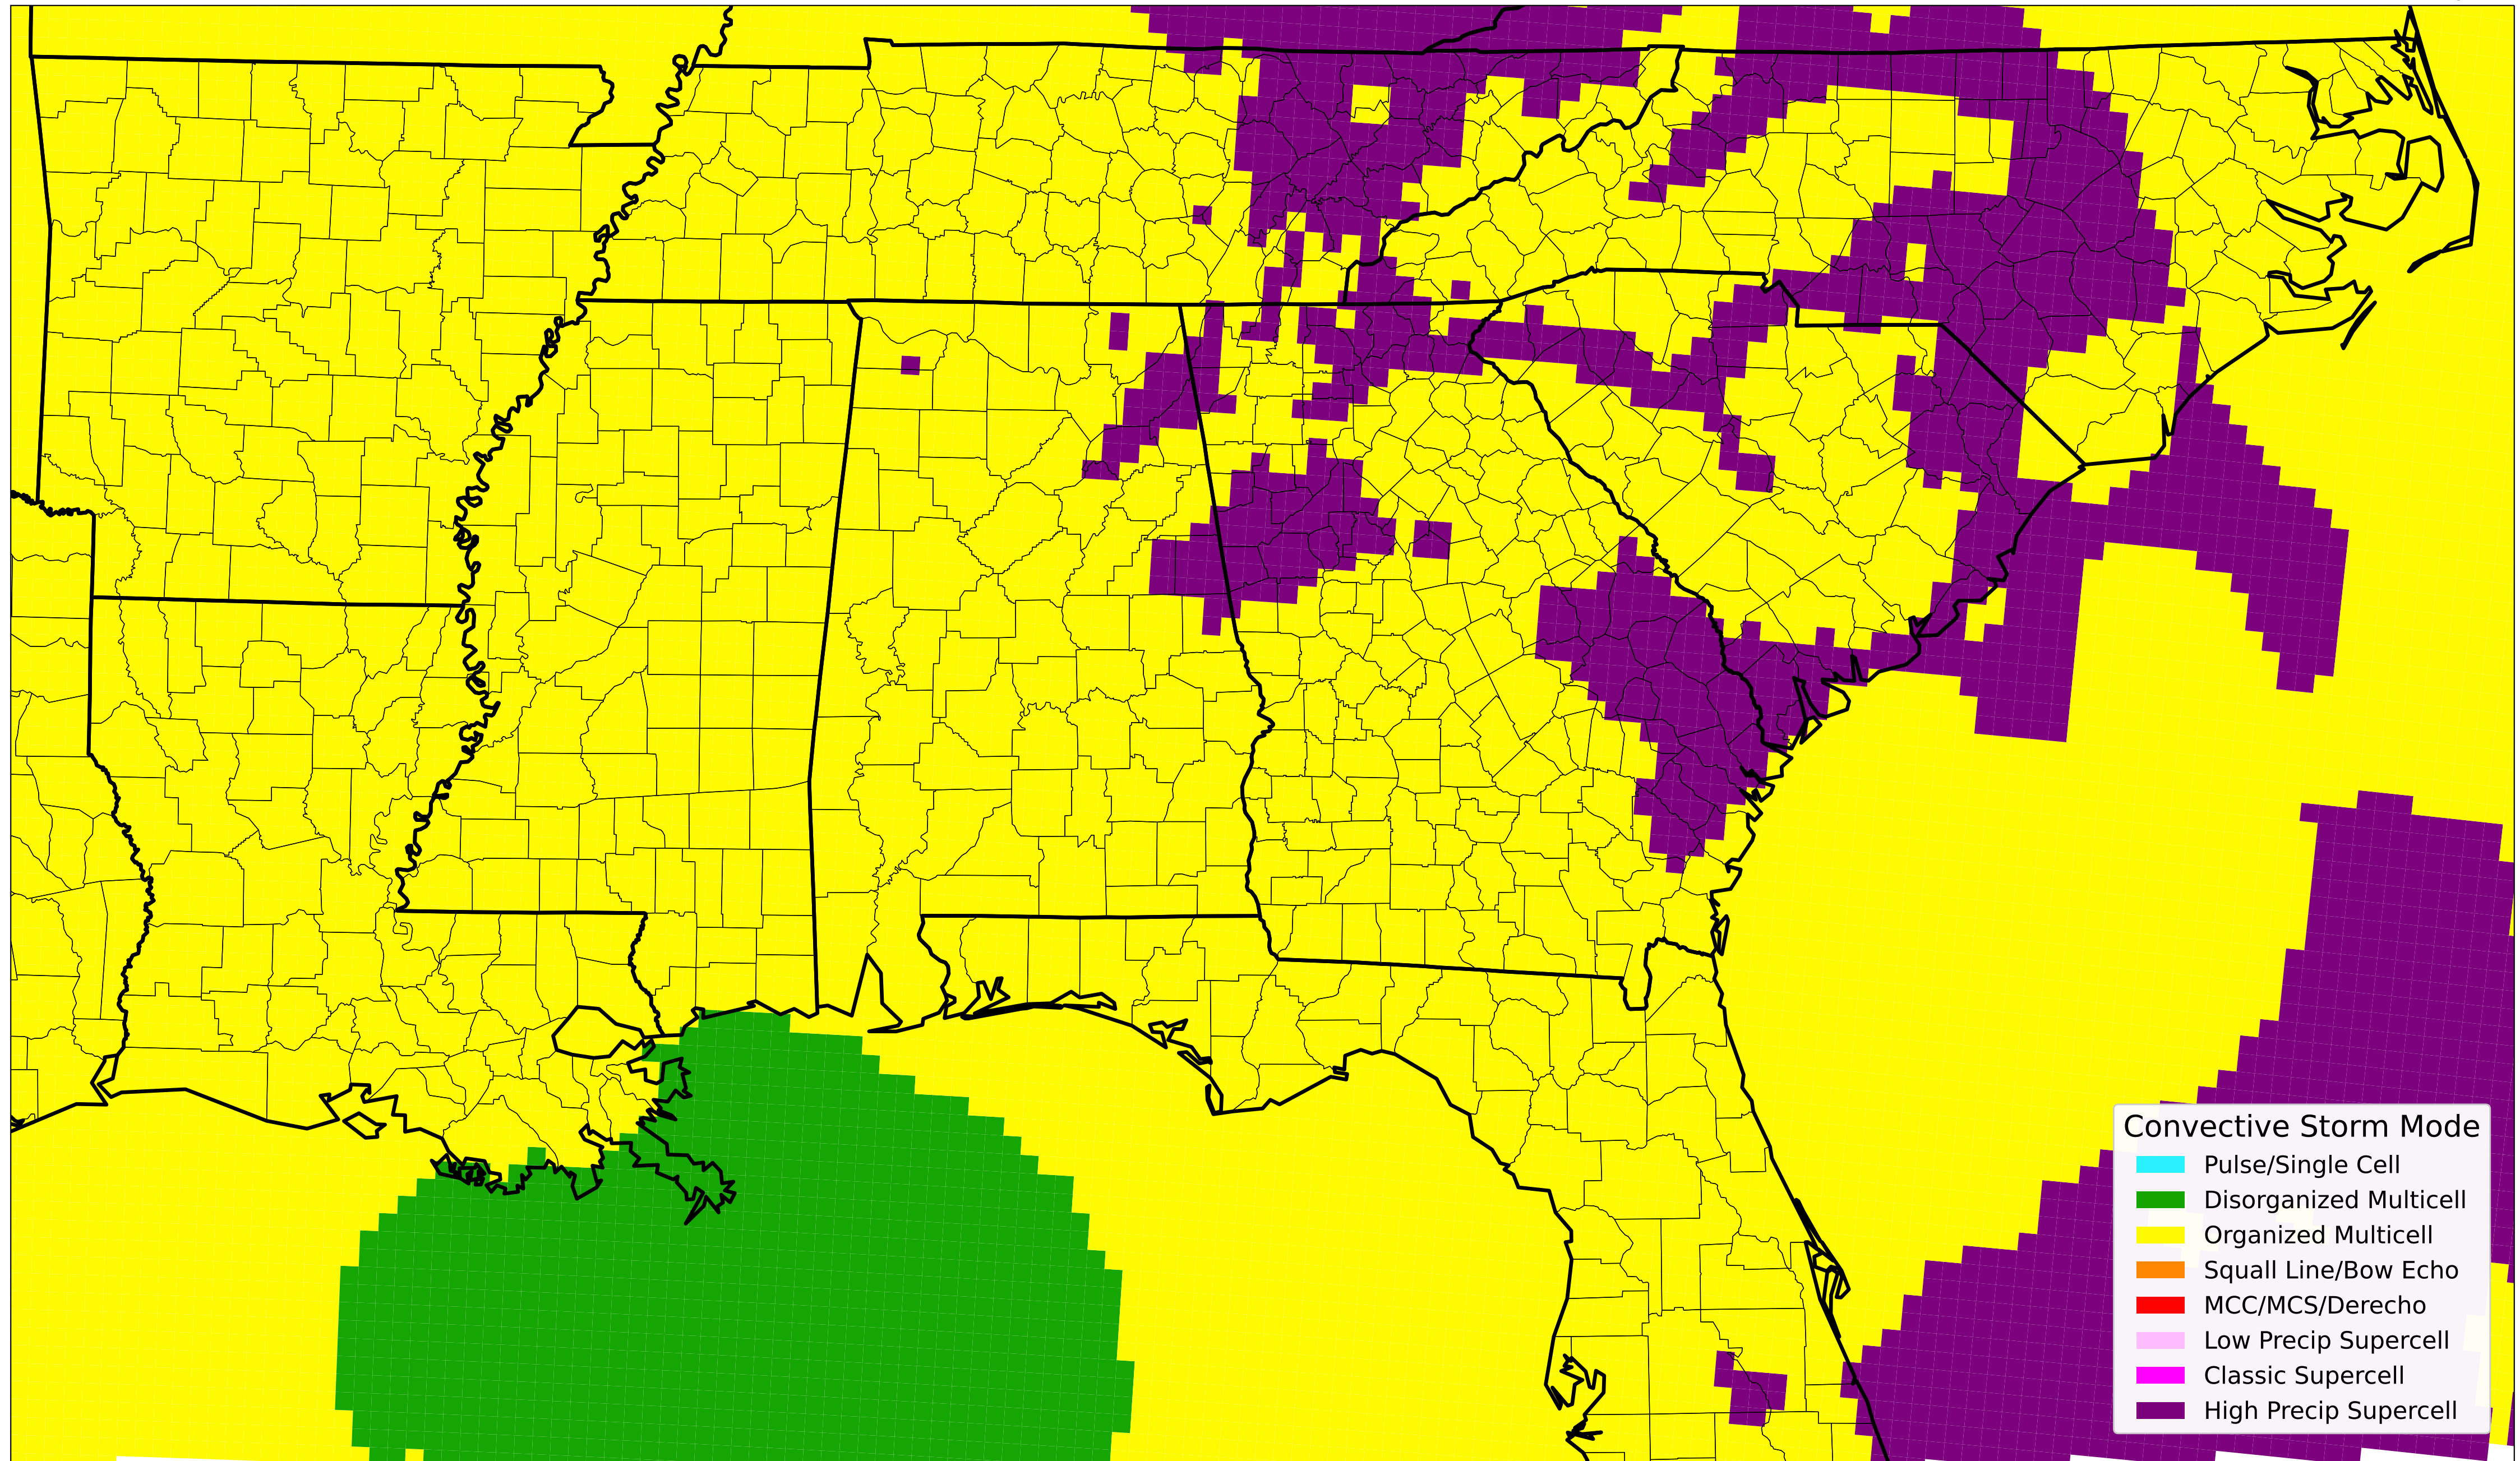 Convective Storm Mode
Pulse/Single Cell
Disorganized Multicell
Organized Multicell
Squall Line/Bow Echo
MCC/MCS/Derecho
Low Precip Supercell
Classic Supercell
High Precip Supercell